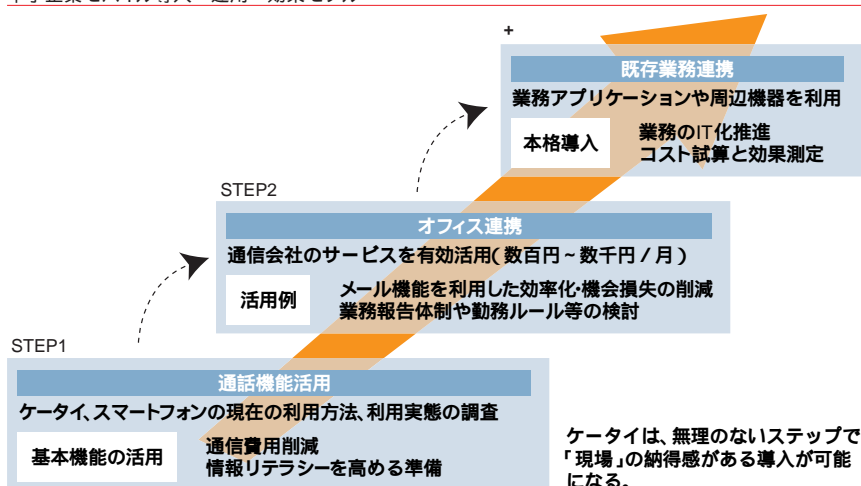 +
既存業務連携
業務アプリケーションや周辺機器を利用
本格導入
業務のIT化推進
コスト試算と効果測定
STEP2
オフィス連携
通信会社のサービスを有効活用(数百円~数千円/月)
活用例
メール機能を利用した効率化・機会損失の削減
業務報告体制や勤務ルール等の検討
STEP1
通話機能活用
ケータイ、スマートフォンの現在の利用方法、利用実態の調査
基本機能の活用
通信費用削減
情報リテラシーを高める準備
ケータイは、無理のないステップで
「現場」の納得感がある導入が可能
になる。